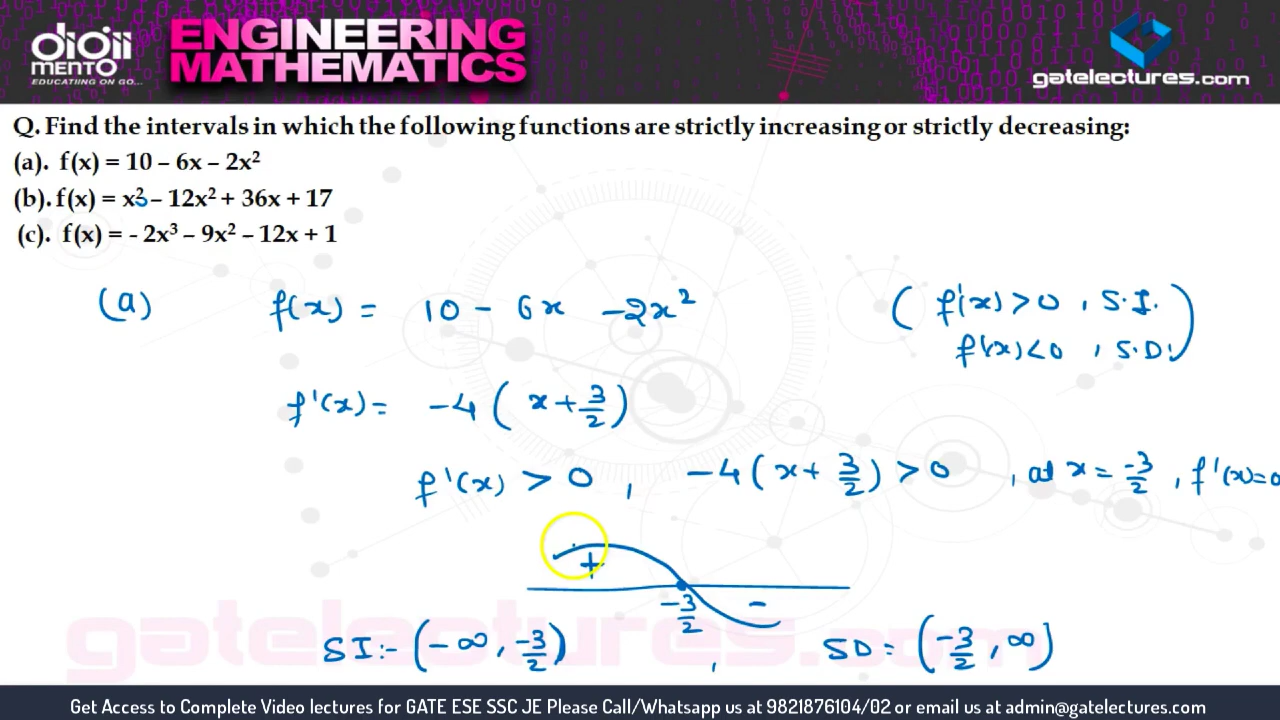 digii
MENTO
EDUCATING ON GO...
ENGINEERING
MATHEMATICS
gatelectures.com
Q. Find the intervals in which the following functions are strictly increasing or strictly decreasing:
(a). f(x) = 10 – 6x – 2x²
(b). f(x) = x³ – 12x² + 36x + 17
(c). f(x) = - 2x³ – 9x² – 12x + 1
(a) f(x) = 10 - 6x -2x² ( f'(x) > 0 , S.I.
f'(x) < 0 , S.D. )
f'(x) = -4 ( x + 3/2 )
f'(x) > 0 , -4 ( x + 3/2 ) > 0 , at x = -3/2 , f'(x)=0
+
-3/2 -
SI:- (-∞, -3/2) , SD = (-3/2, ∞)
gatelectures.com
Get Access to Complete Video lectures for GATE ESE SSC JE Please Call/Whatsapp us at 9821876104/02 or email us at admin@gatelectures.com